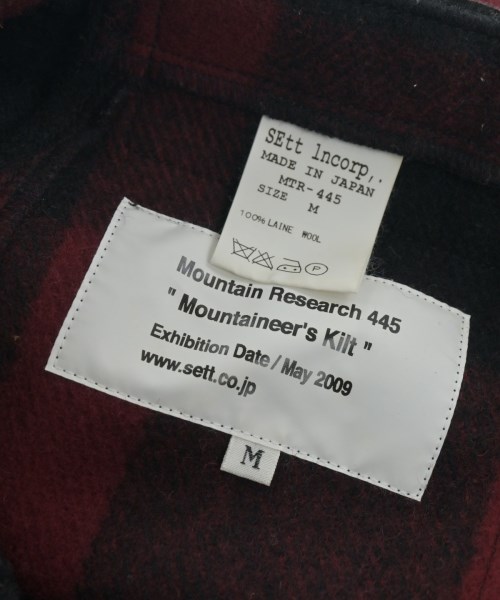 SEtt lncorp,.
MADE IN JAPAN
MTR-445
SIZE M
100% LAINE WOOL
P
Mountain Research 445
" Mountaineer's Kilt "
Exhibition Date / May 2009
www.sett.co.jp
M